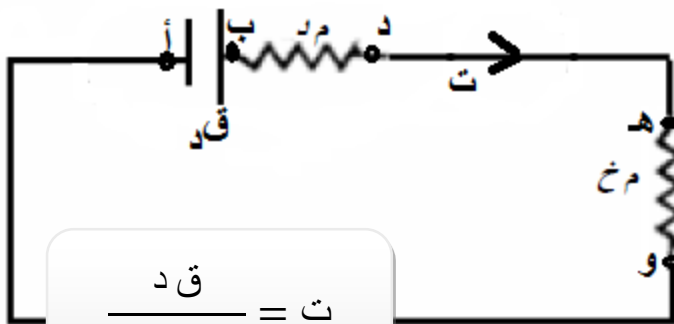 أ
ب
م د
د
ق د
ت
هـ
م خ
و
ت = ق د